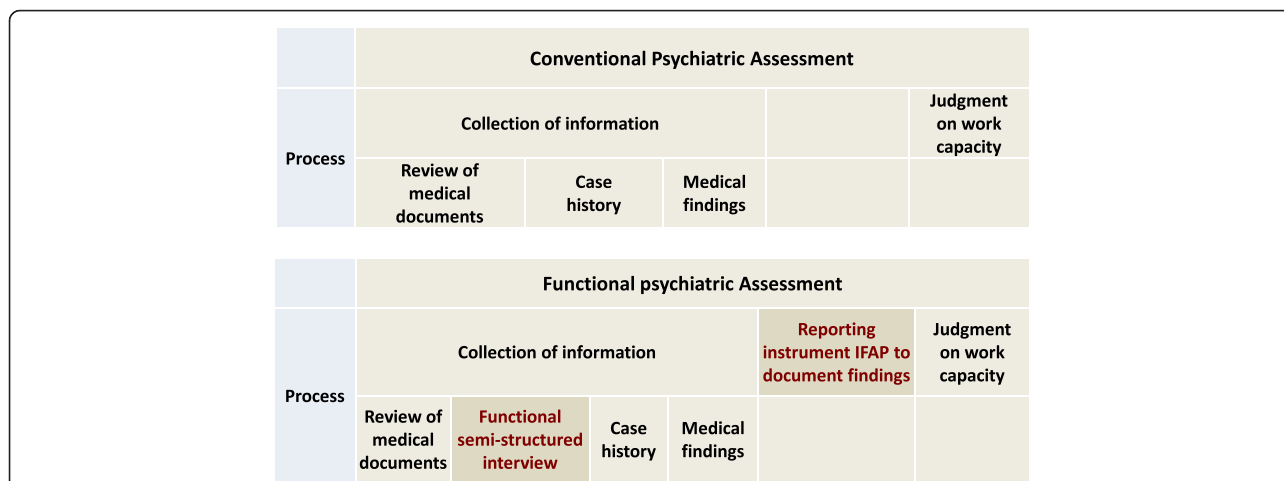 Conventional Psychiatric Assessment
Process
Collection of information
Judgment
on work
capacity
Review of
medical
documents
Case
history
Medical
findings
Functional psychiatric Assessment
Process
Collection of information
Reporting
instrument IFAP to
document findings
Judgment
on work
capacity
Review of
medical
documents
Functional
semi-structured
interview
Case
history
Medical
findings